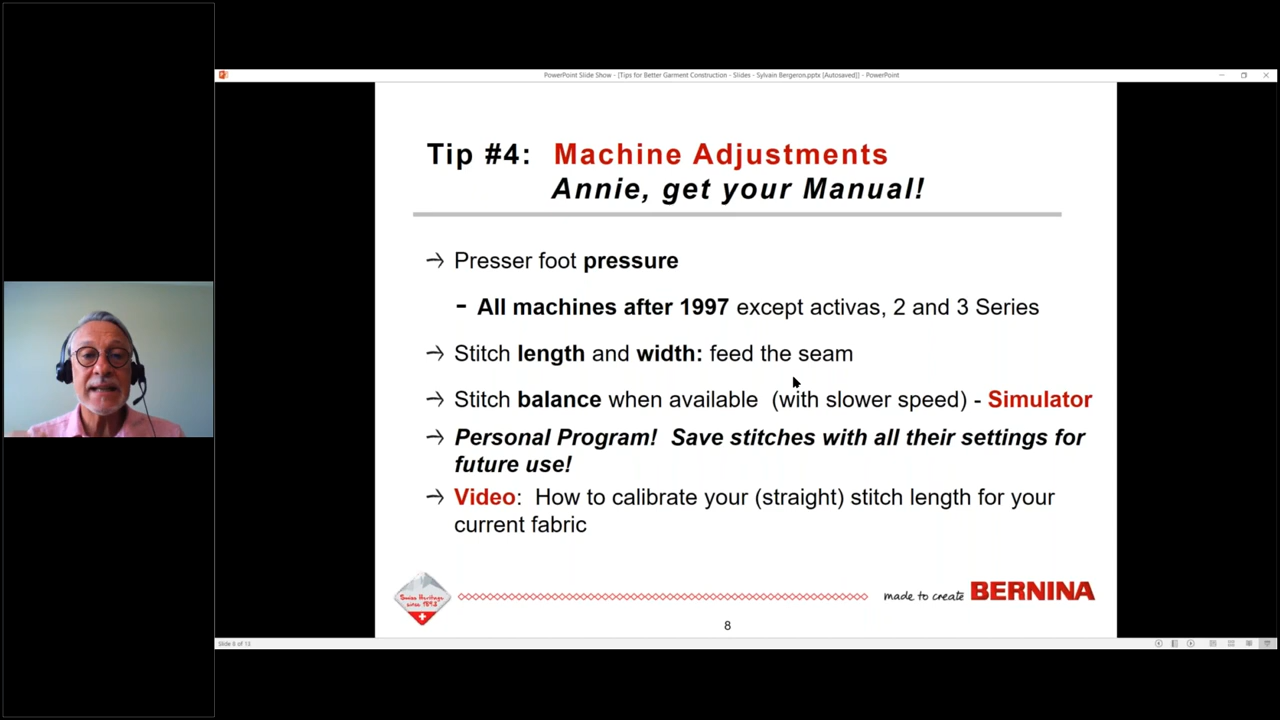 PowerPoint Slide Show - [Tips for Better Garment Construction - Slides - Sylvain Bergeron.pptx [Autosaved]] - PowerPoint
Tip #4: Machine Adjustments
Annie, get your Manual!
→ Presser foot pressure
- All machines after 1997 except activas, 2 and 3 Series
→ Stitch length and width: feed the seam
→ Stitch balance when available (with slower speed) - Simulator
→ Personal Program! Save stitches with all their settings for
future use!
→ Video: How to calibrate your (straight) stitch length for your
current fabric
Swiss Heritage
since 1893
made to create BERNINA
8
Slide 8 of 13